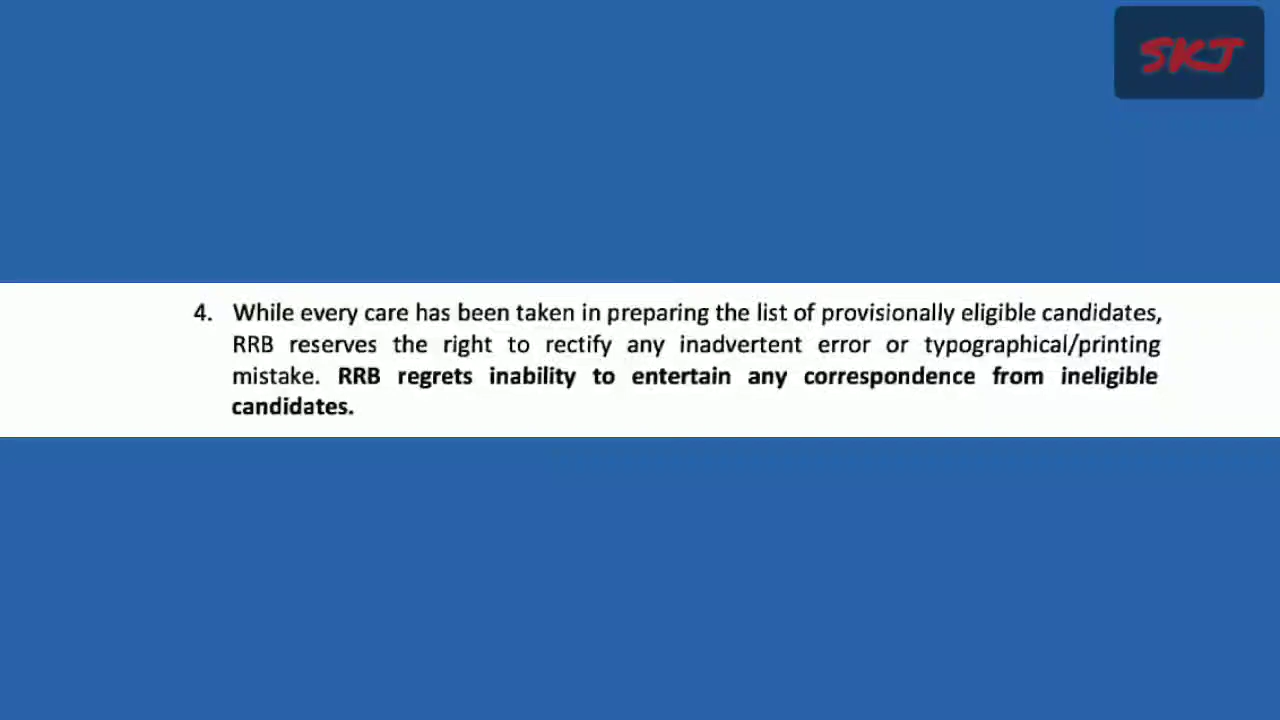 SKJ
4. While every care has been taken in preparing the list of provisionally eligible candidates,
RRB reserves the right to rectify any inadvertent error or typographical/printing
mistake. RRB regrets inability to entertain any correspondence from ineligible
candidates.